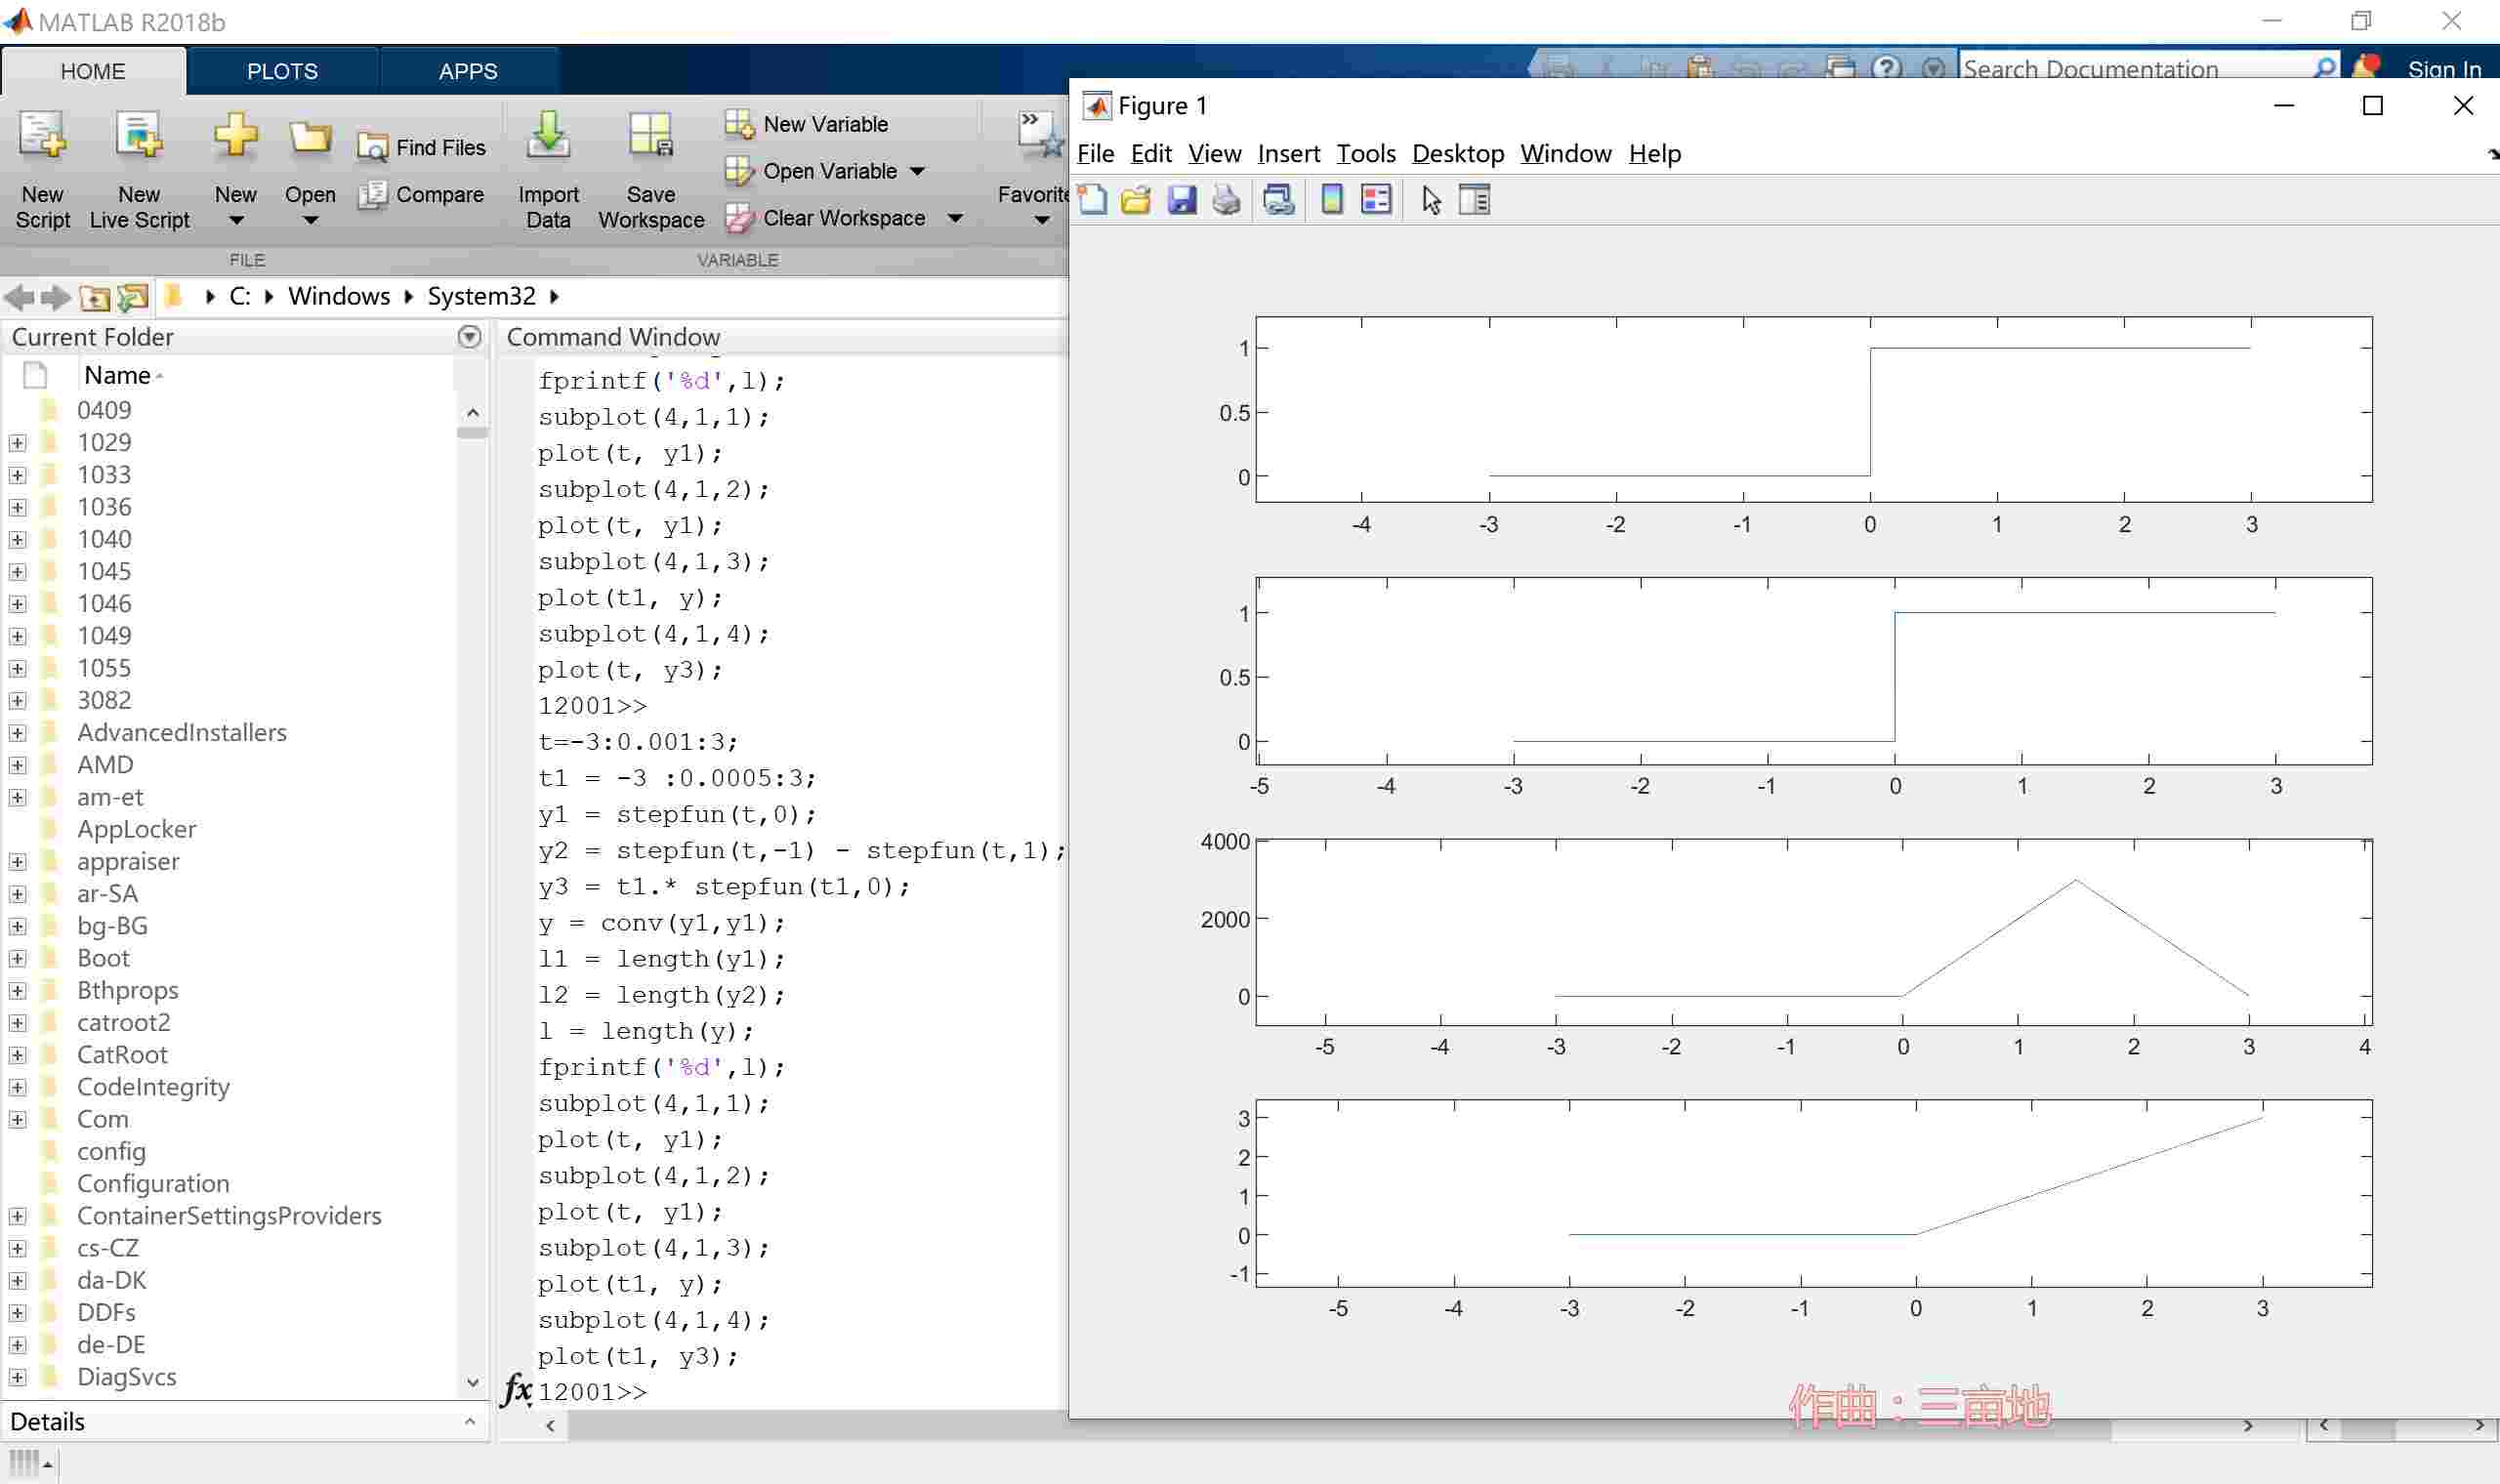 MATLAB R2018b
HOME PLOTS APPS
Search Documentation Sign In
New Script
New Live Script
New
Open
Find Files
Compare
FILE
Import Data
Save Workspace
New Variable
Open Variable
Clear Workspace
VARIABLE
C: Windows System32
Current Folder
Name
0409
1029
1033
1036
1040
1045
1046
1049
1055
3082
AdvancedInstallers
AMD
am-et
AppLocker
appraiser
ar-SA
bg-BG
Boot
Bthprops
catroot2
CatRoot
CodeIntegrity
Com
config
Configuration
ContainerSettingsProviders
cs-CZ
da-DK
DDFs
de-DE
DiagSvcs
Details
Command Window
fprintf('%d',l);
subplot(4,1,1);
plot(t, y1);
subplot(4,1,2);
plot(t, y1);
subplot(4,1,3);
plot(t1, y);
subplot(4,1,4);
plot(t, y3);
12001>>
t=-3:0.001:3;
t1 = -3 :0.0005:3;
y1 = stepfun(t,0);
y2 = stepfun(t,-1) - stepfun(t,1);
y3 = t1.* stepfun(t1,0);
y = conv(y1,y1);
l1 = length(y1);
l2 = length(y2);
l = length(y);
fprintf('%d',l);
subplot(4,1,1);
plot(t, y1);
subplot(4,1,2);
plot(t, y1);
subplot(4,1,3);
plot(t1, y);
subplot(4,1,4);
plot(t1, y3);
fx 12001>>
Figure 1
File Edit View Insert Tools Desktop Window Help
1
0.5
0
-4 -3 -2 -1 0 1 2 3
1
0.5
0
-5 -4 -3 -2 -1 0 1 2 3
4000
2000
0
-5 -4 -3 -2 -1 0 1 2 3 4
3
2
1
0
-1
-5 -4 -3 -2 -1 0 1 2 3
作曲：三亩地